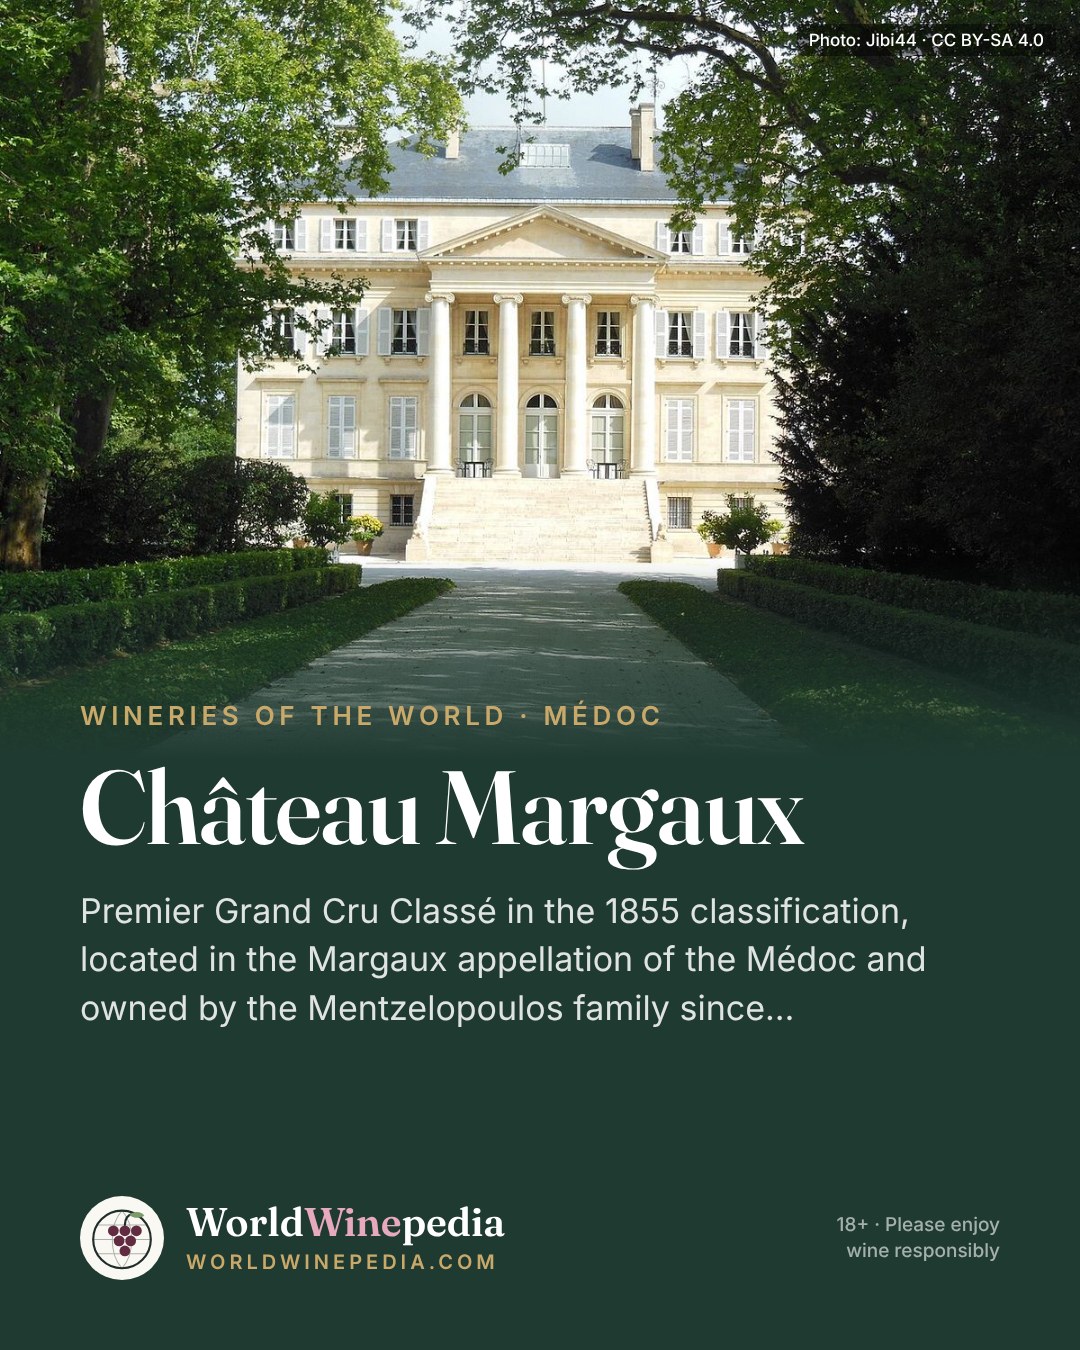 Photo: Jibi44 · CC BY-SA 4.0
WINERIES OF THE WORLD · MÉDOC
Château Margaux
Premier Grand Cru Classé in the 1855 classification,
located in the Margaux appellation of the Médoc and
owned by the Mentzelopoulos family since...
WorldWinepedia
WORLDWINEPEDIA.COM
18+ · Please enjoy
wine responsibly